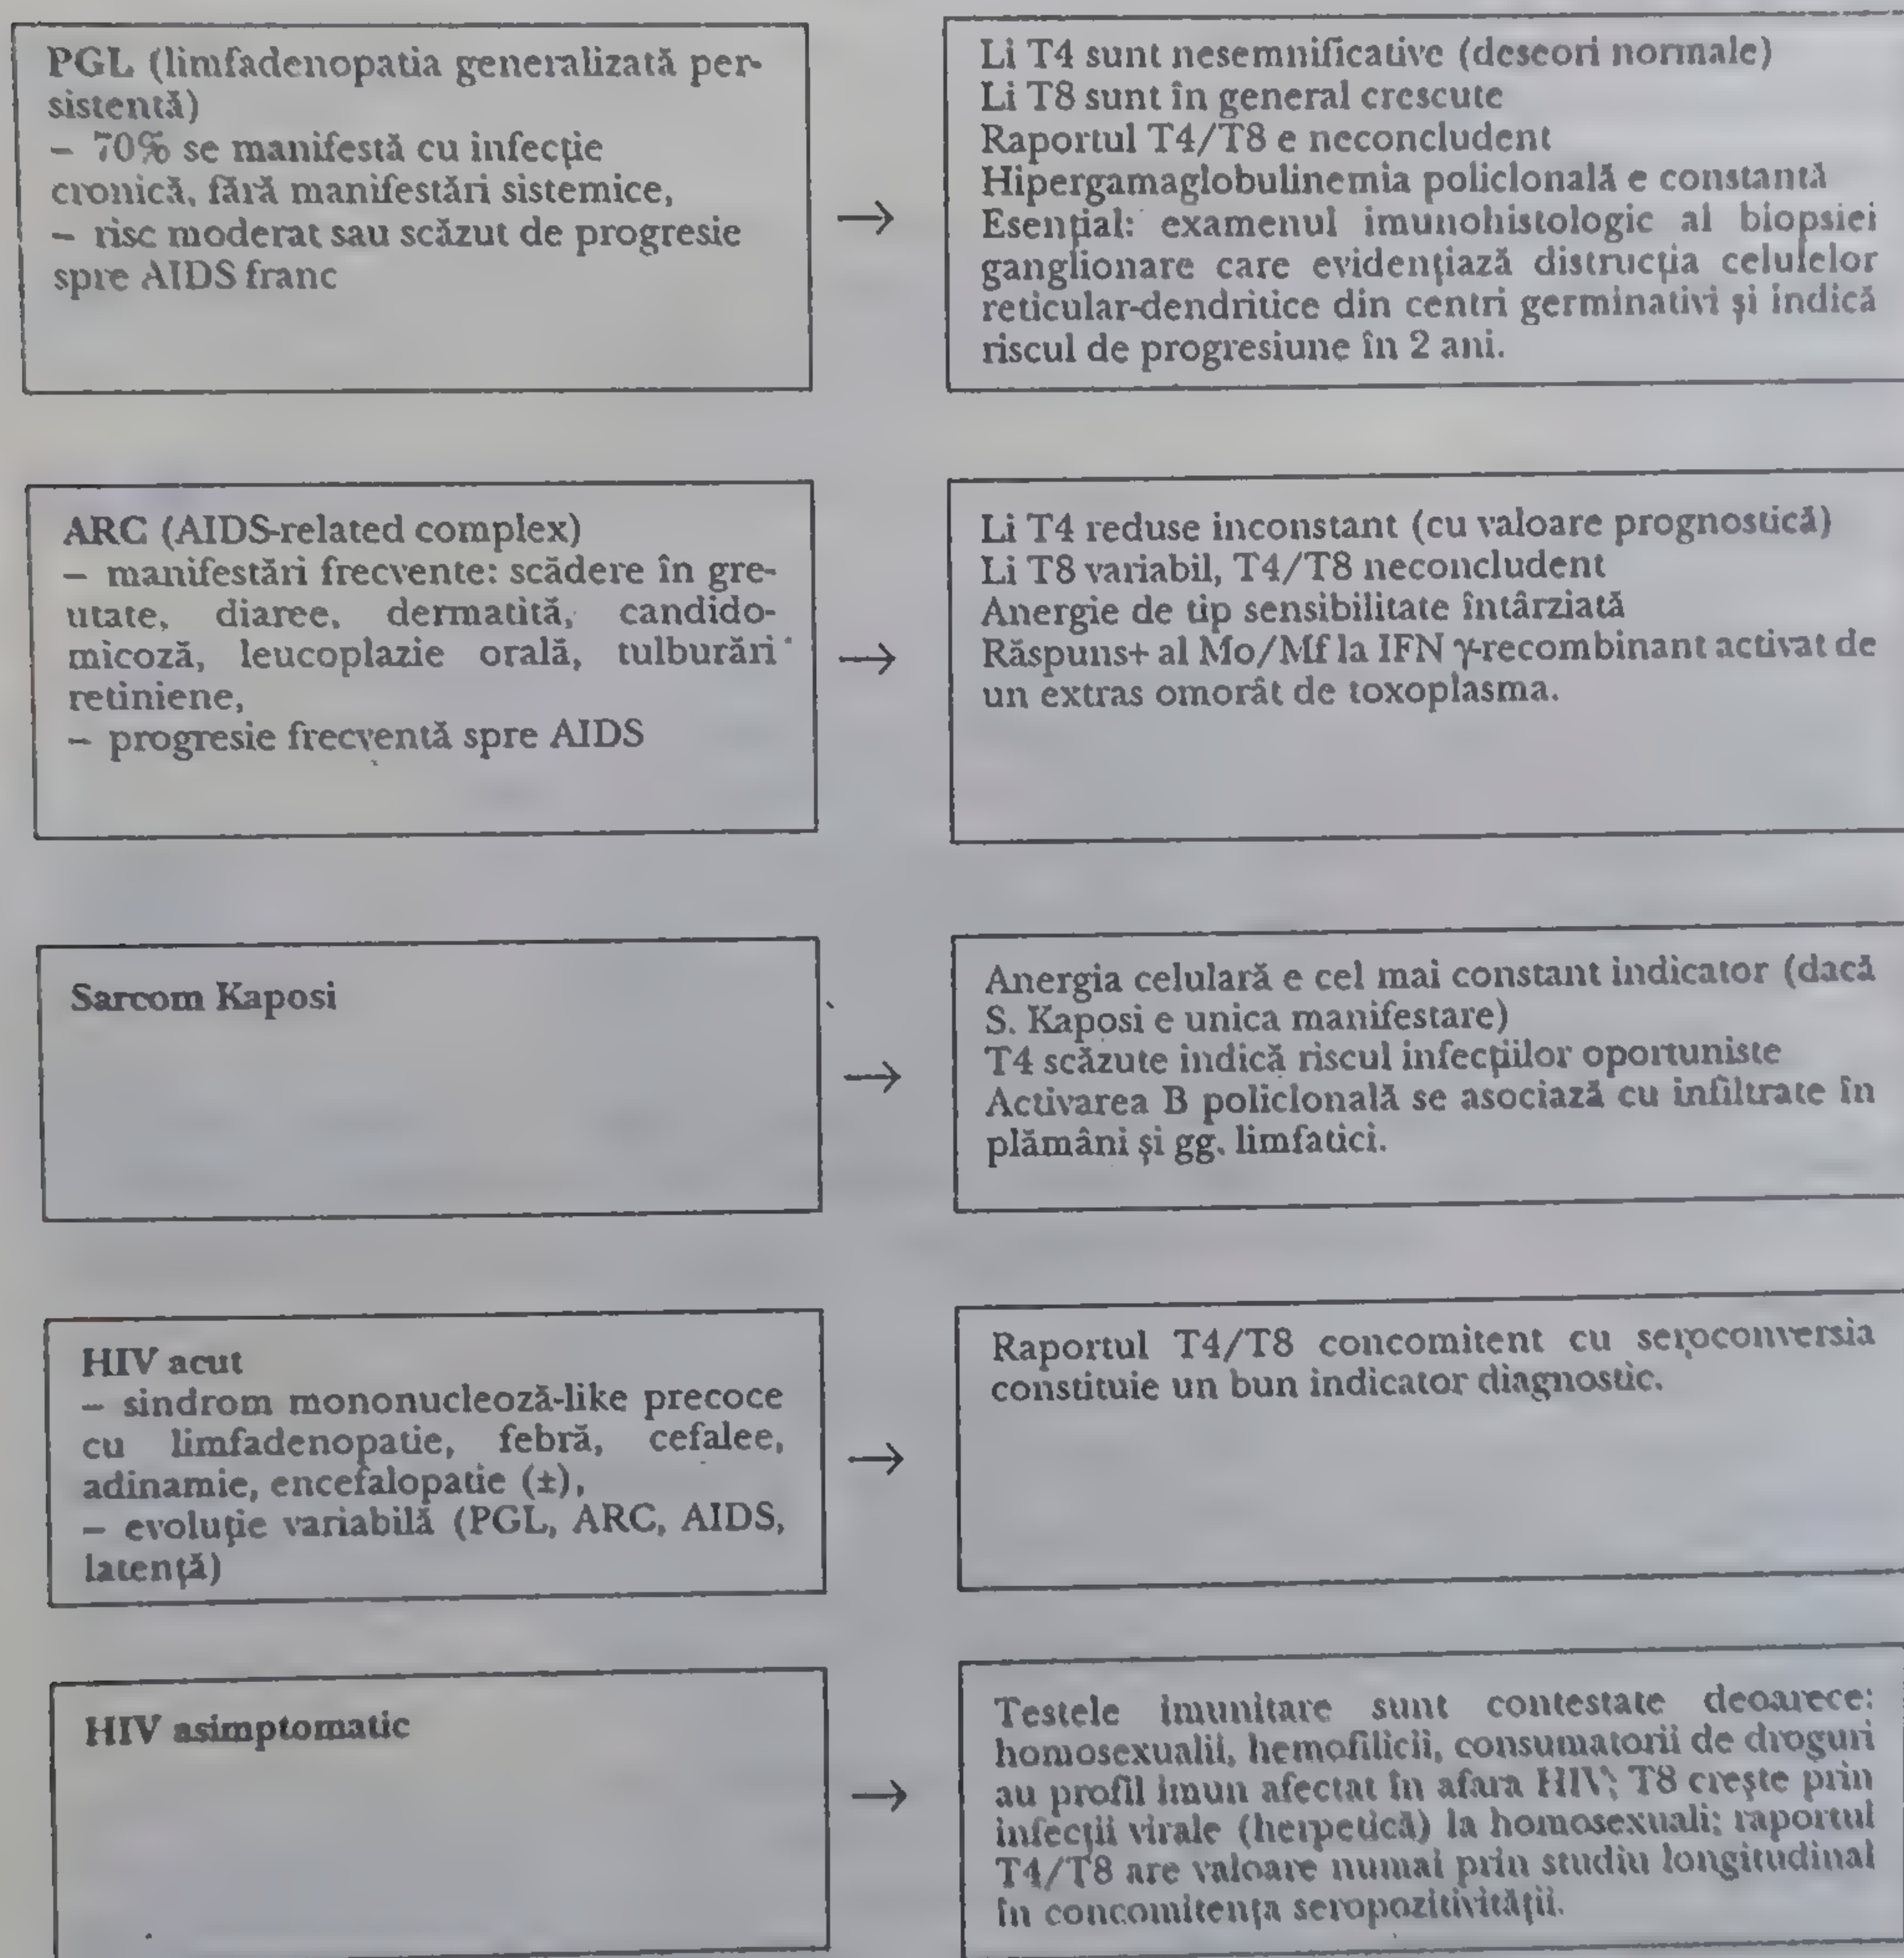 PGL (limfadenopatia generalizată per-
sistentă)
– 70% se manifestă cu infecție
cronică, fără manifestări sistemice,
– risc moderat sau scăzut de progresie
spre AIDS franc
→
Li T4 sunt nesemnificative (deseori normale)
Li T8 sunt în general crescute
Raportul T4/T8 e neconcludent
Hipergamaglobulinemia policlonală e constantă
Esențial: examenul imunohistologic al biopsiei
ganglionare care evidențiază distrucția celulelor
reticular-dendritice din centri germinativi și indică
riscul de progresiune în 2 ani.
ARC (AIDS-related complex)
– manifestări frecvente: scădere în gre-
utate, diaree, dermatită, candido-
micoză, leucoplazie orală, tulburări
retiniene,
– progresie frecventă spre AIDS
→
Li T4 reduse inconstant (cu valoare prognostică)
Li T8 variabil, T4/T8 neconcludent
Anergie de tip sensibilitate întârziată
Răspuns+ al Mo/Mf la IFN γ-recombinant activat de
un extras omorât de toxoplasma.
Sarcom Kaposi
→
Anergia celulară e cel mai constant indicator (dacă
S. Kaposi e unica manifestare)
T4 scăzute indică riscul infecțiilor oportuniste
Activarea B policlonală se asociază cu infiltrate în
plămâni și gg. limfatici.
HIV acut
– sindrom mononucleoză-like precoce
cu limfadenopatie, febră, cefalee,
adinamie, encefalopatie (±),
– evoluție variabilă (PGL, ARC, AIDS,
latență)
→
Raportul T4/T8 concomitent cu seroconversia
constituie un bun indicator diagnostic.
HIV asimptomatic
→
Testele imunitare sunt contestate deoarece:
homosexualii, hemofilicii, consumatorii de droguri
au profil imun afectat în afara HIV; T8 crește prin
infecții virale (herpetică) la homosexuali; raportul
T4/T8 are valoare numai prin studiu longitudinal
în concomitența seropozitivității.